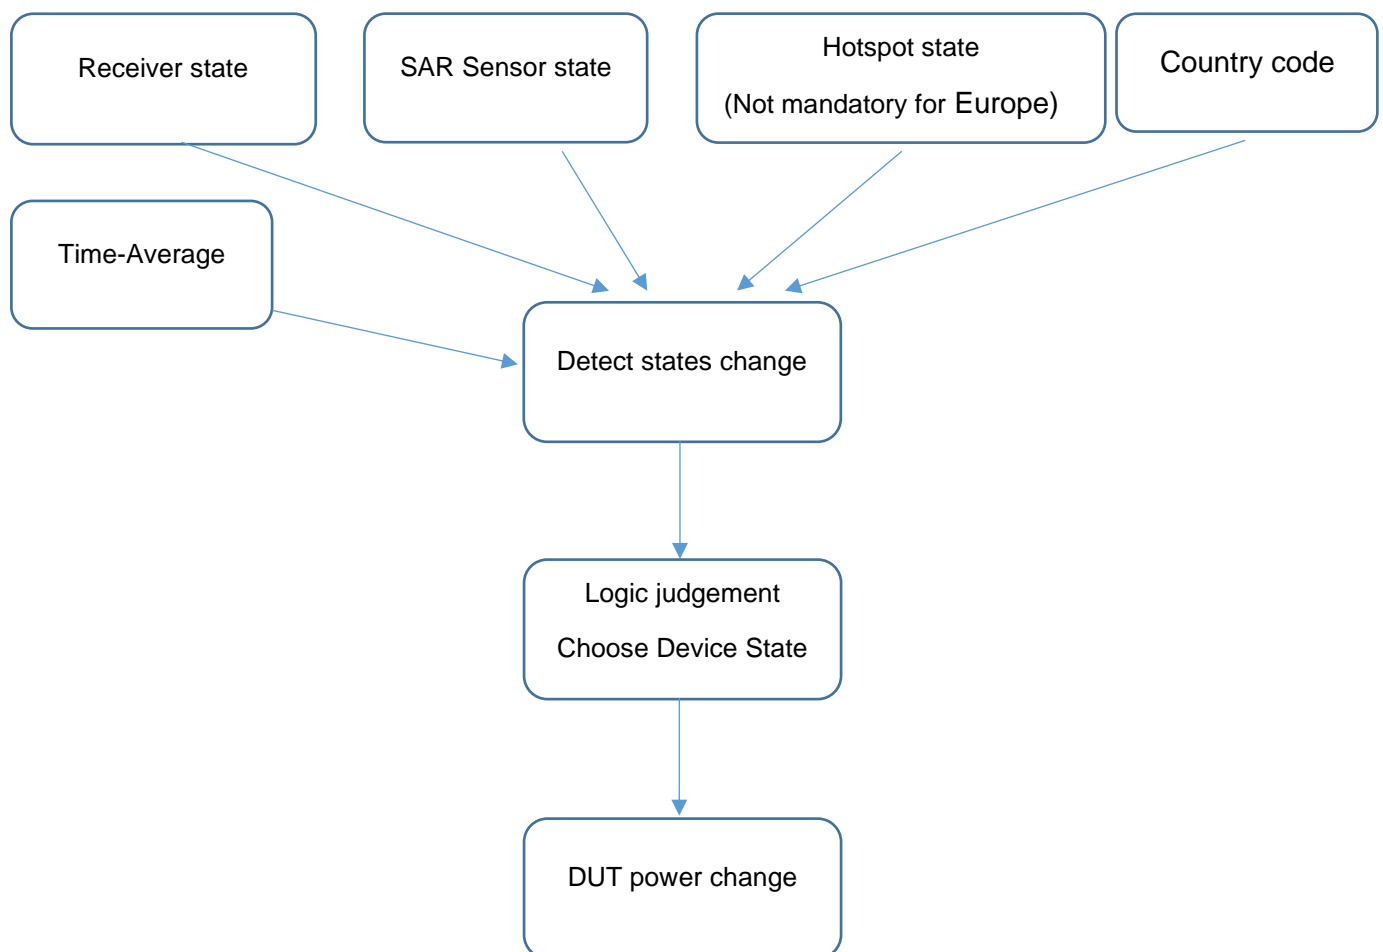 Receiver state
SAR Sensor state
Hotspot state
(Not mandatory for Europe)
Country code
Time-Average
Detect states change
Logic judgement
Choose Device State
DUT power change